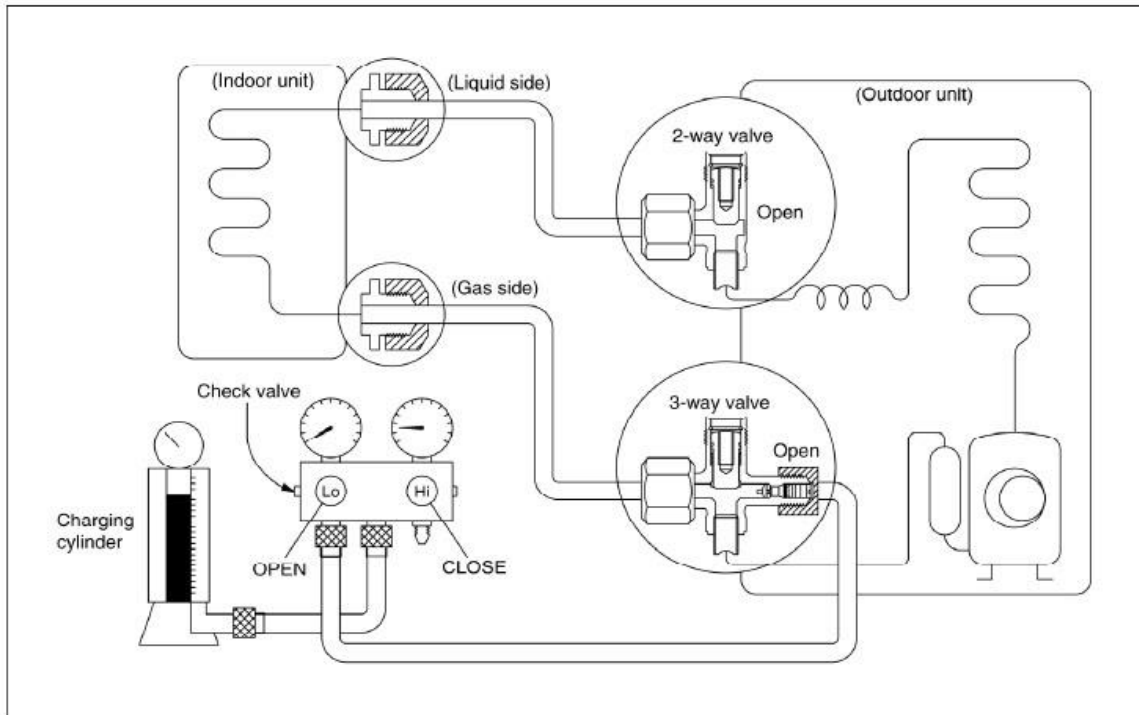 (Indoor unit)
(Liquid side)
(Outdoor unit)
2-way valve
Open
(Gas side)
Check valve
3-way valve
Open
Lo
Hi
Charging
cylinder
OPEN
CLOSE